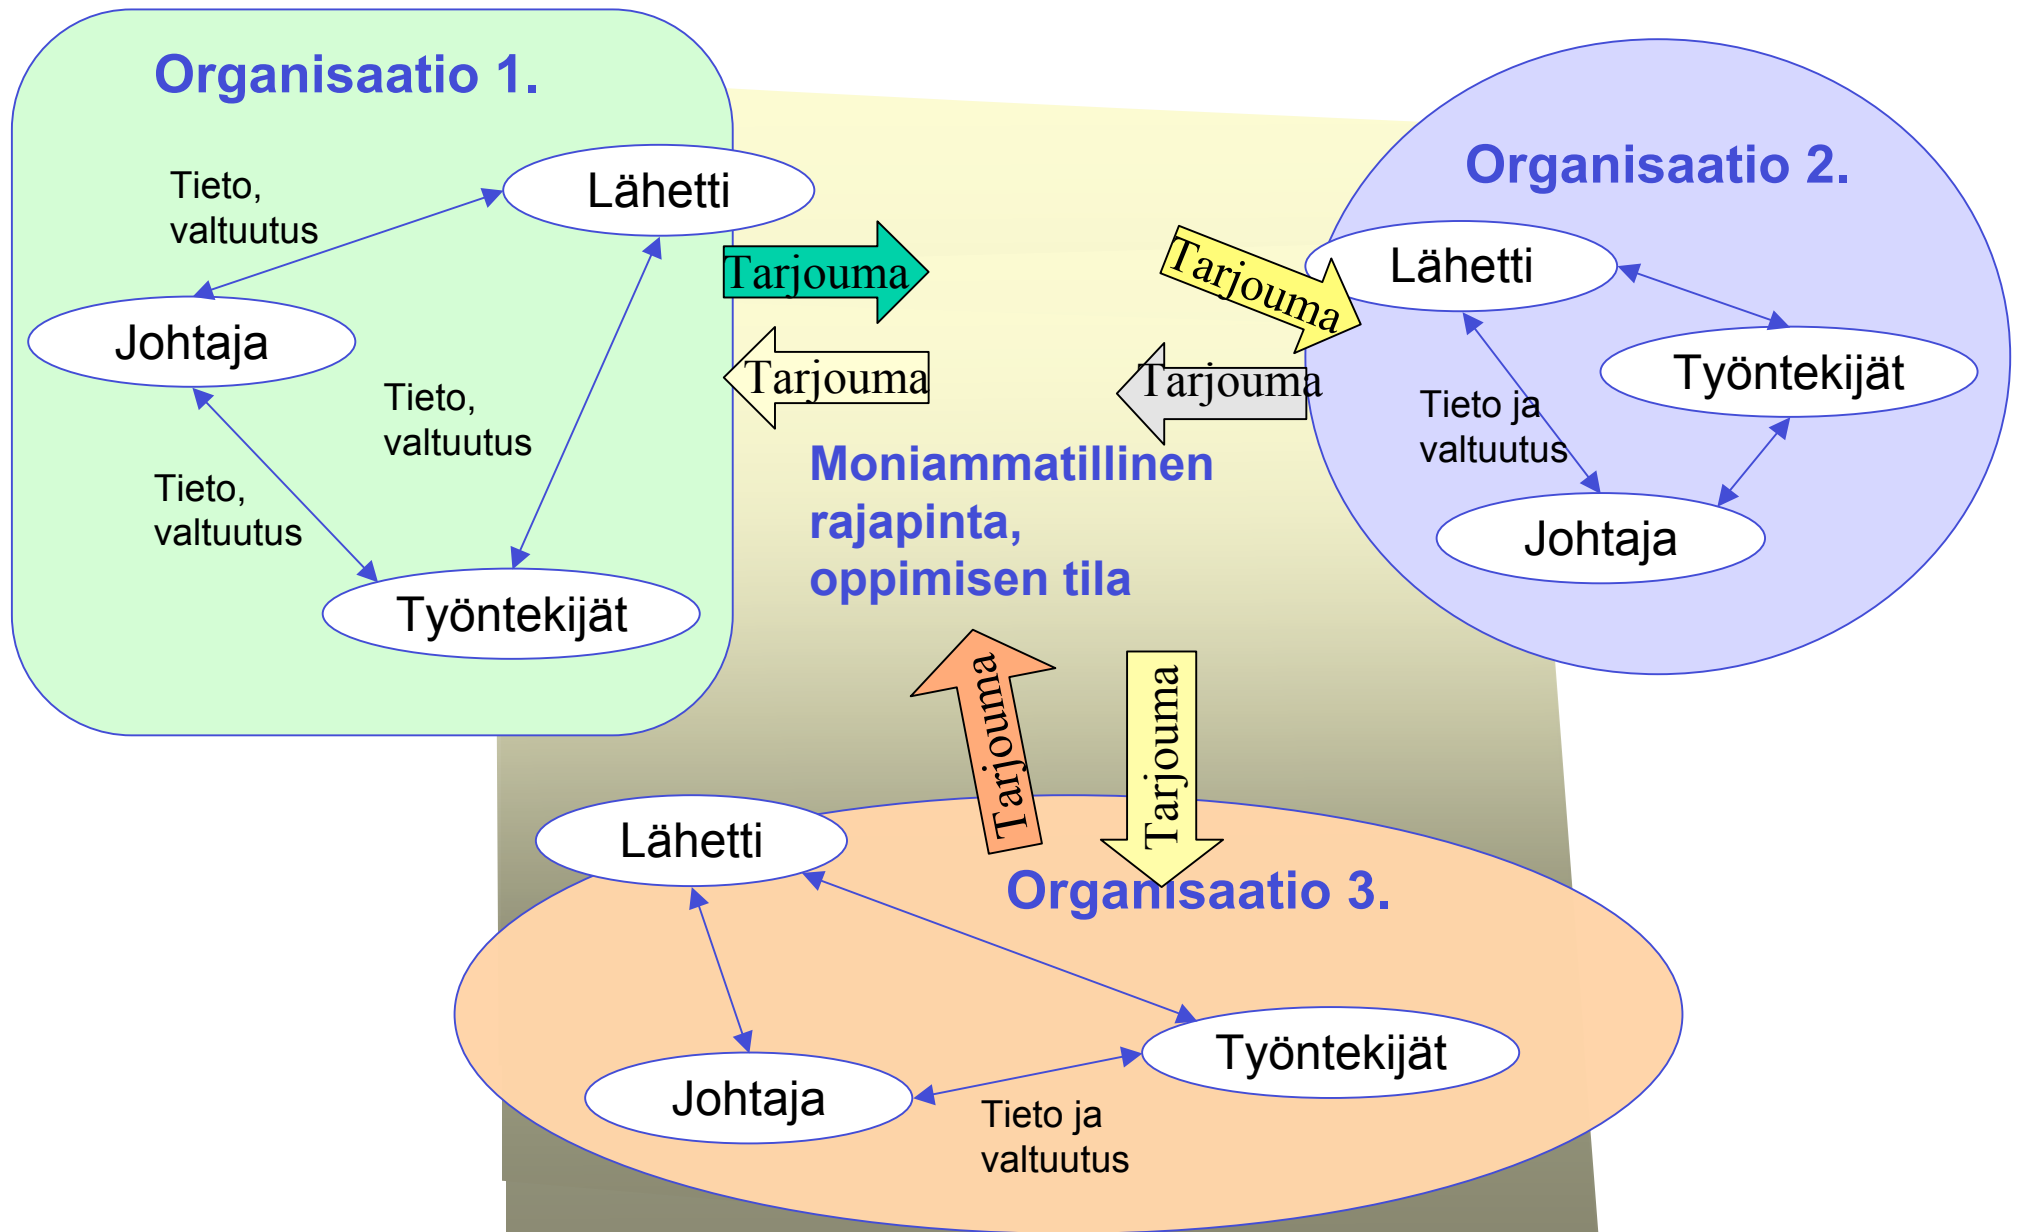 Organisaatio 1.
Tieto,
valtuutus
Lähetti
Johtaja
Tieto,
valtuutus
Tieto,
valtuutus
Työntekijät
Tarjouma
Tarjouma
Tarjouma
Tarjouma
Moniammatillinen
rajapinta,
oppimisen tila
Organisaatio 2.
Lähetti
Työntekijät
Tieto ja
valtuutus
Johtaja
Tarjouma
Tarjouma
Lähetti
Organisaatio 3.
Työntekijät
Johtaja
Tieto ja
valtuutus